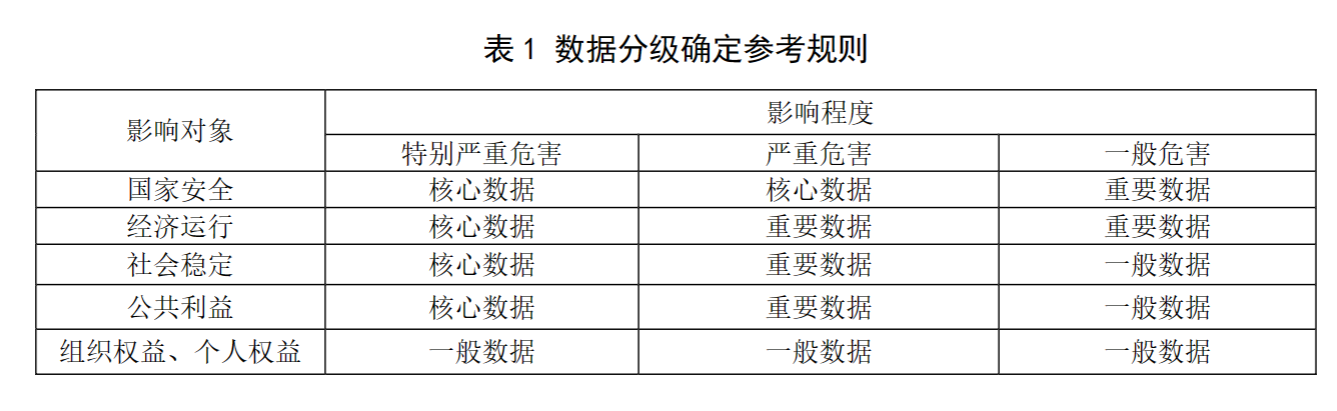 表 1 数据分级确定参考规则
影响对象 影响程度
特别严重危害 严重危害 一般危害
国家安全 核心数据 核心数据 重要数据
经济运行 核心数据 重要数据 重要数据
社会稳定 核心数据 重要数据 一般数据
公共利益 核心数据 重要数据 一般数据
组织权益、个人权益 一般数据 一般数据 一般数据